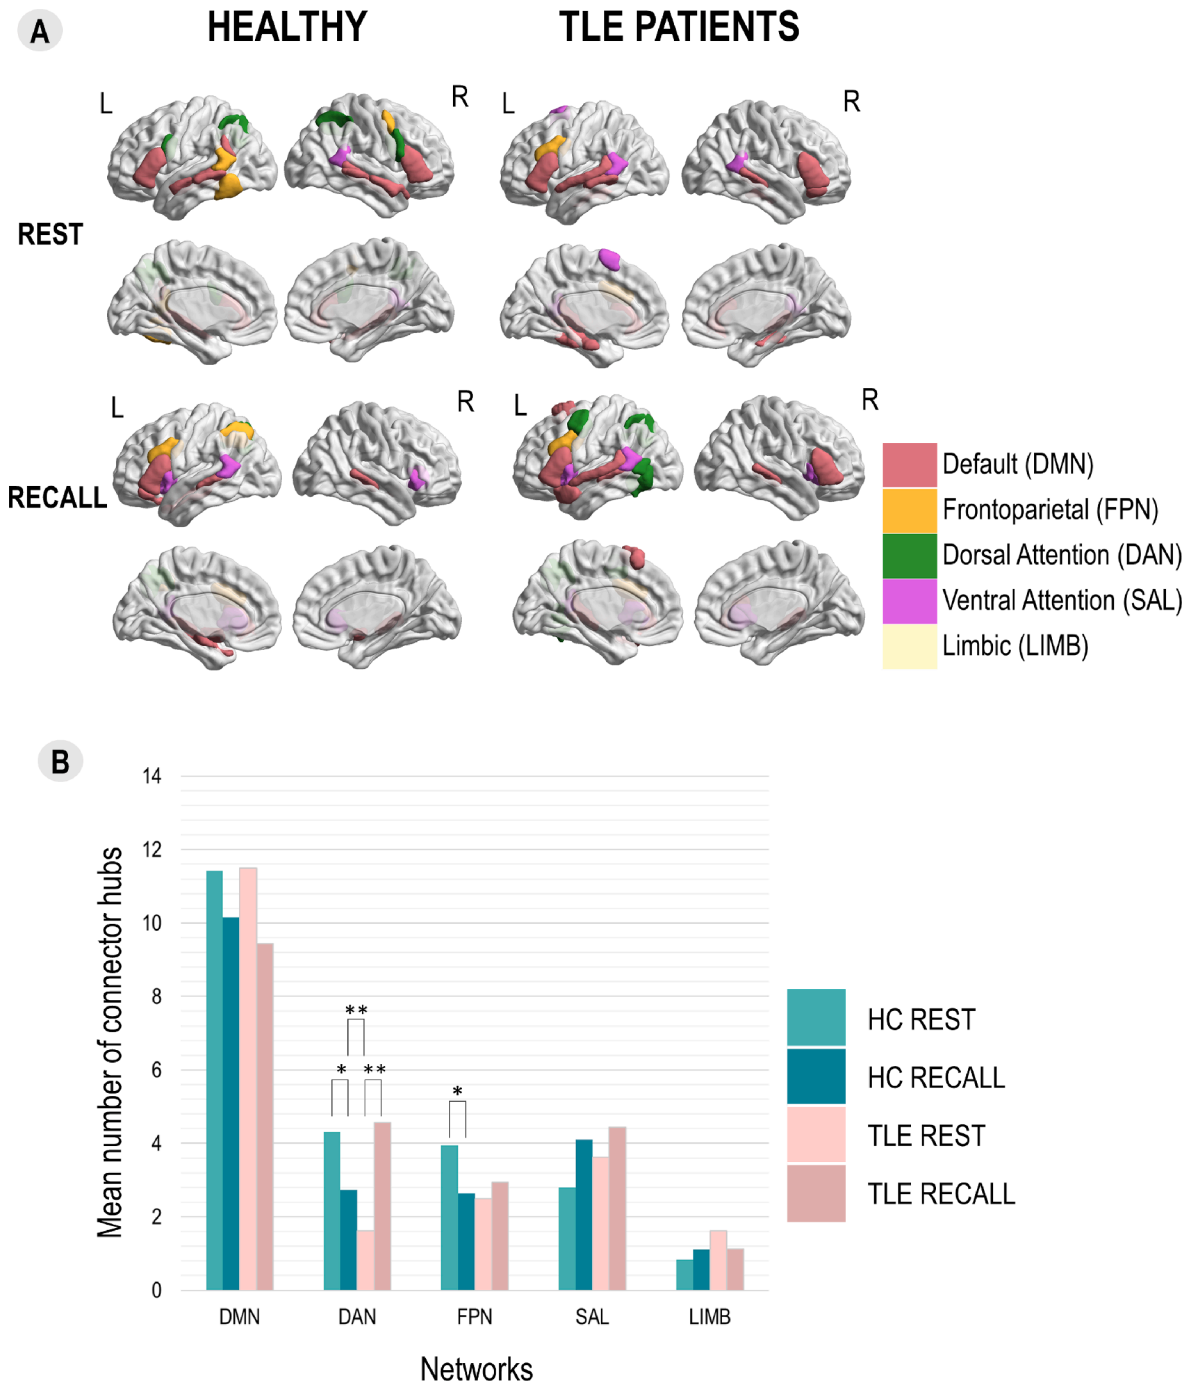 A
HEALTHY
TLE PATIENTS
L
R
L
R
REST
L
R
L
R
RECALL
Default (DMN)
Frontoparietal (FPN)
Dorsal Attention (DAN)
Ventral Attention (SAL)
Limbic (LIMB)
B
Mean number of connector hubs
14
12
10
8
6
4
2
0
**
*
**
*
DMN
DAN
FPN
SAL
LIMB
Networks
HC REST
HC RECALL
TLE REST
TLE RECALL